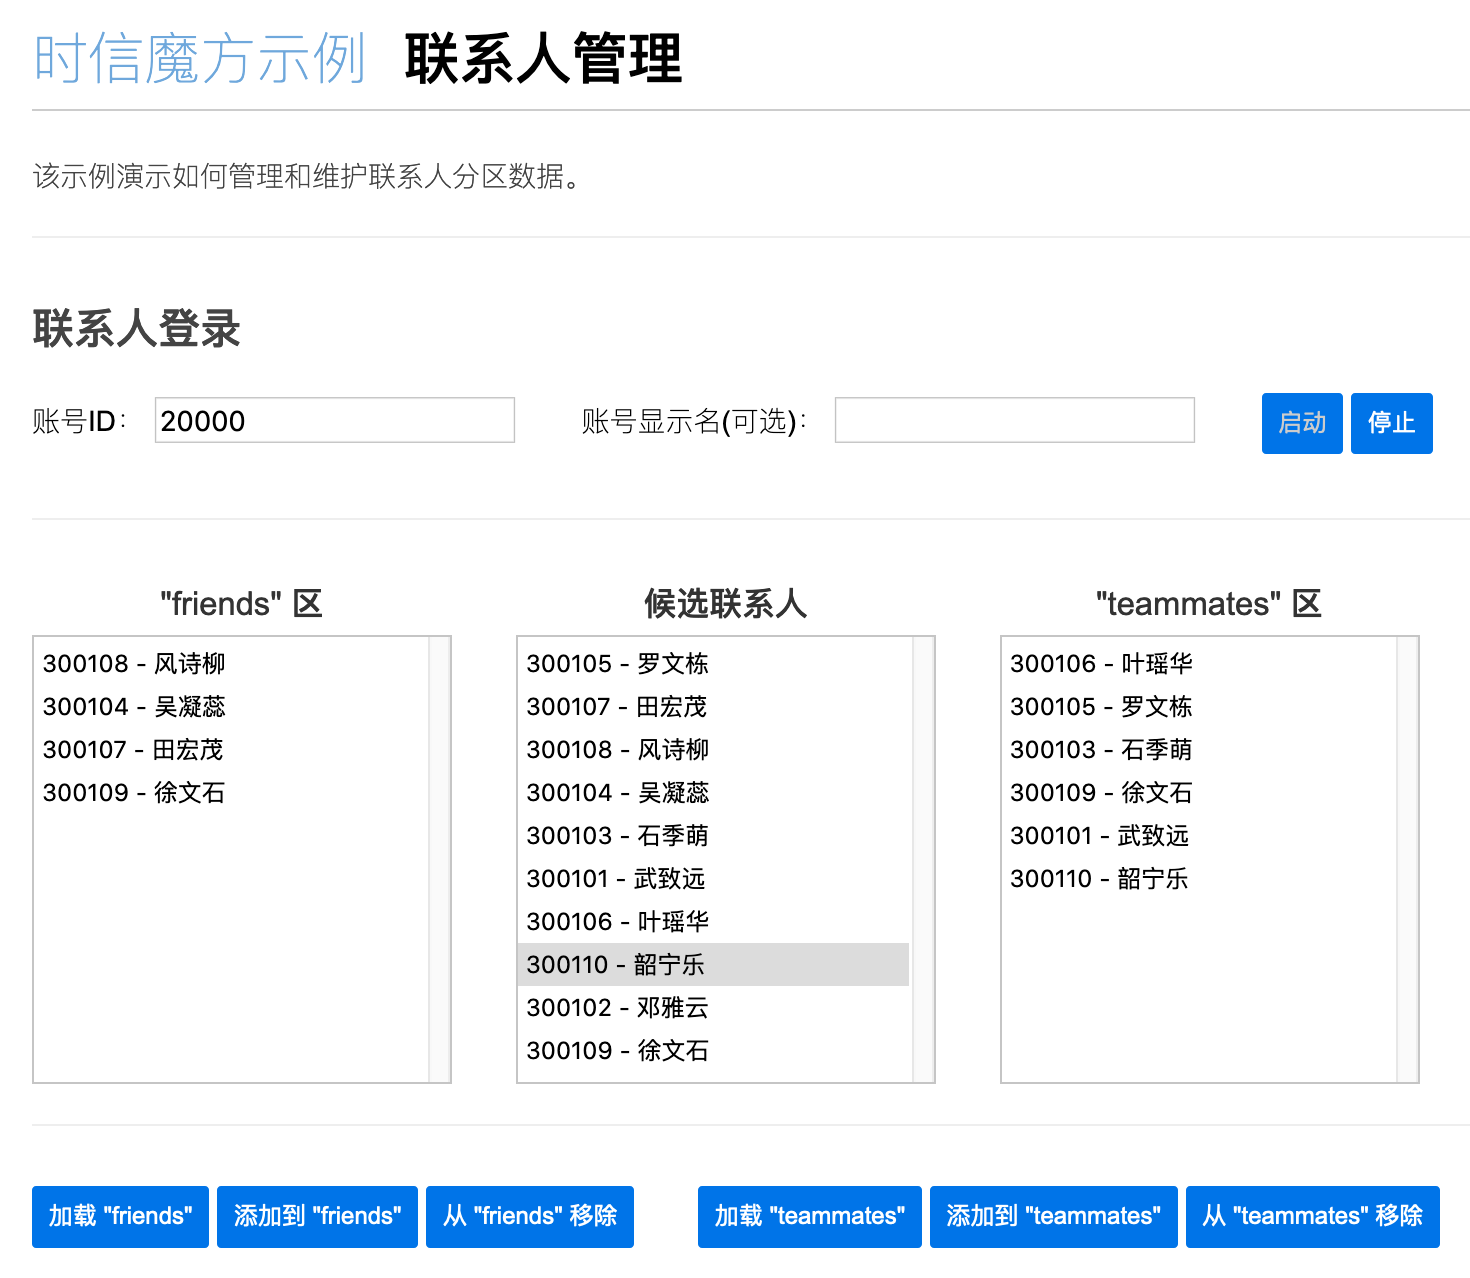 时信魔方示例 联系人管理
该示例演示如何管理和维护联系人分区数据。
联系人登录
账号ID： 20000 账号显示名(可选)： 启动 停止
"friends" 区
300108 - 风诗柳
300104 - 吴凝蕊
300107 - 田宏茂
300109 - 徐文石
候选联系人
300105 - 罗文栋
300107 - 田宏茂
300108 - 风诗柳
300104 - 吴凝蕊
300103 - 石季萌
300101 - 武致远
300106 - 叶瑶华
300110 - 韶宁乐
300102 - 邓雅云
300109 - 徐文石
"teammates" 区
300106 - 叶瑶华
300105 - 罗文栋
300103 - 石季萌
300109 - 徐文石
300101 - 武致远
300110 - 韶宁乐
加载 "friends" 添加到 "friends" 从 "friends" 移除 加载 "teammates" 添加到 "teammates" 从 "teammates" 移除